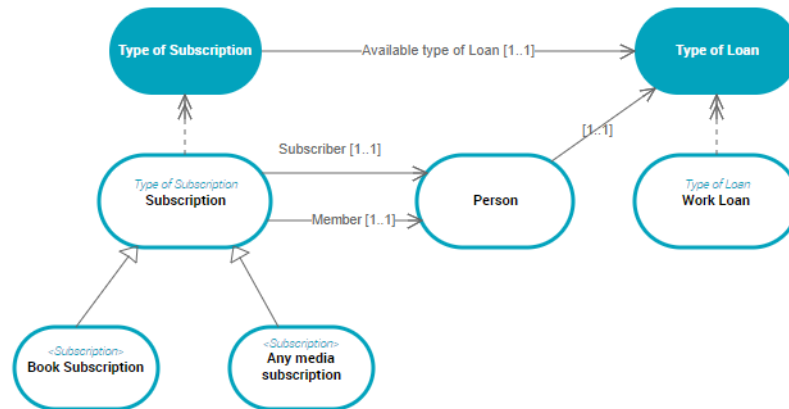 Type of Subscription
Available type of Loan [1..1]
Type of Loan
Subscriber [1..1]
[1..1]
Type of Subscription
Subscription
Person
Type of Loan
Work Loan
Member [1..1]
<Subscription>
Book Subscription
<Subscription>
Any media
subscription